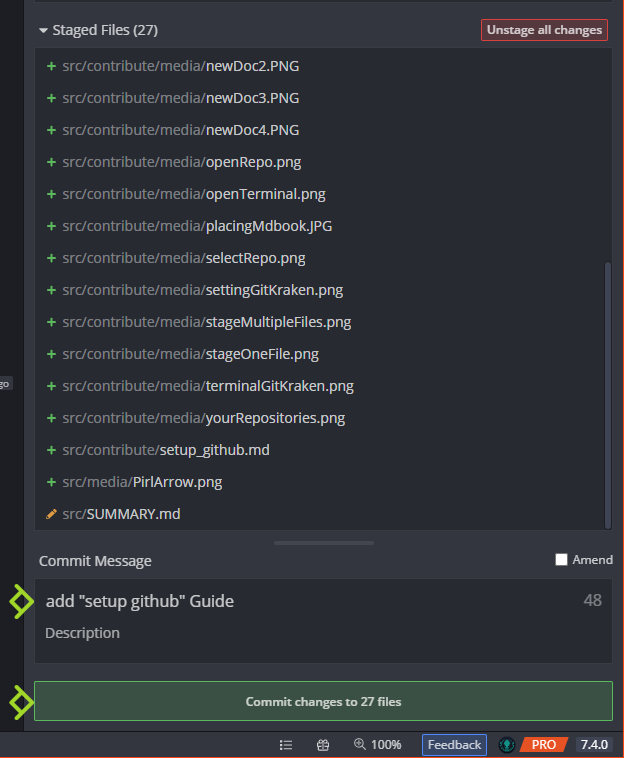 Staged Files (27)
Unstage all changes
src/contribute/media/newDoc2.PNG
src/contribute/media/newDoc3.PNG
src/contribute/media/newDoc4.PNG
src/contribute/media/openRepo.png
src/contribute/media/openTerminal.png
src/contribute/media/placingMdbook.JPG
src/contribute/media/selectRepo.png
src/contribute/media/settingGitKraken.png
src/contribute/media/stageMultipleFiles.png
src/contribute/media/stageOneFile.png
go
src/contribute/media/terminalGitKraken.png
src/contribute/media/yourRepositories.png
src/contribute/setup_github.md
src/media/PirlArrow.png
src/SUMMARY.md
Commit Message
Amend
add "setup github" Guide
48
Description
Commit changes to 27 files
100%
Feedback
PRO
7.4.0